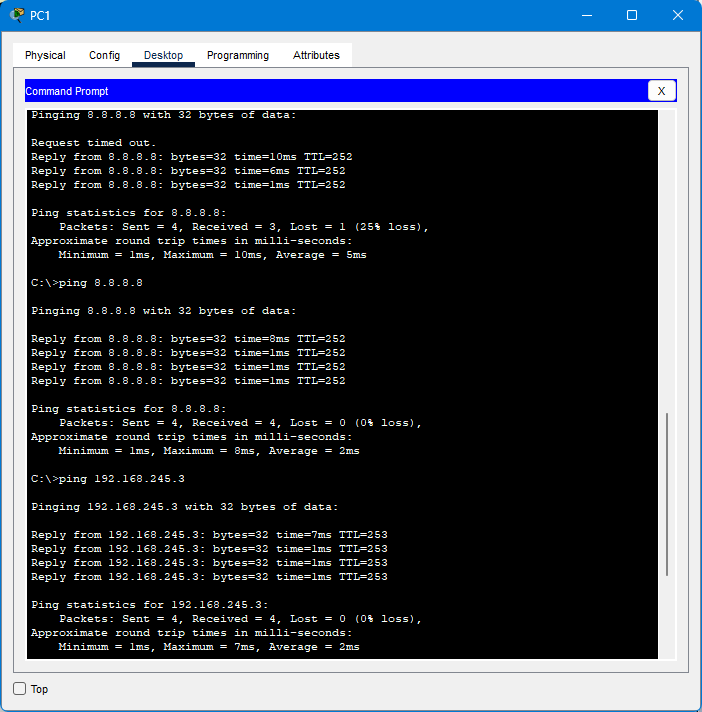 PC1
Physical Config Desktop Programming Attributes
Command Prompt
X
Pinging 8.8.8.8 with 32 bytes of data:
Request timed out.
Reply from 8.8.8.8: bytes=32 time=10ms TTL=252
Reply from 8.8.8.8: bytes=32 time=6ms TTL=252
Reply from 8.8.8.8: bytes=32 time=1ms TTL=252
Ping statistics for 8.8.8.8:
Packets: Sent = 4, Received = 3, Lost = 1 (25% loss),
Approximate round trip times in milli-seconds:
Minimum = 1ms, Maximum = 10ms, Average = 5ms
C:\>ping 8.8.8.8
Pinging 8.8.8.8 with 32 bytes of data:
Reply from 8.8.8.8: bytes=32 time=8ms TTL=252
Reply from 8.8.8.8: bytes=32 time=1ms TTL=252
Reply from 8.8.8.8: bytes=32 time=1ms TTL=252
Reply from 8.8.8.8: bytes=32 time=1ms TTL=252
Ping statistics for 8.8.8.8:
Packets: Sent = 4, Received = 4, Lost = 0 (0% loss),
Approximate round trip times in milli-seconds:
Minimum = 1ms, Maximum = 8ms, Average = 2ms
C:\>ping 192.168.245.3
Pinging 192.168.245.3 with 32 bytes of data:
Reply from 192.168.245.3: bytes=32 time=7ms TTL=253
Reply from 192.168.245.3: bytes=32 time=1ms TTL=253
Reply from 192.168.245.3: bytes=32 time=1ms TTL=253
Reply from 192.168.245.3: bytes=32 time=1ms TTL=253
Ping statistics for 192.168.245.3:
Packets: Sent = 4, Received = 4, Lost = 0 (0% loss),
Approximate round trip times in milli-seconds:
Minimum = 1ms, Maximum = 7ms, Average = 2ms
Top